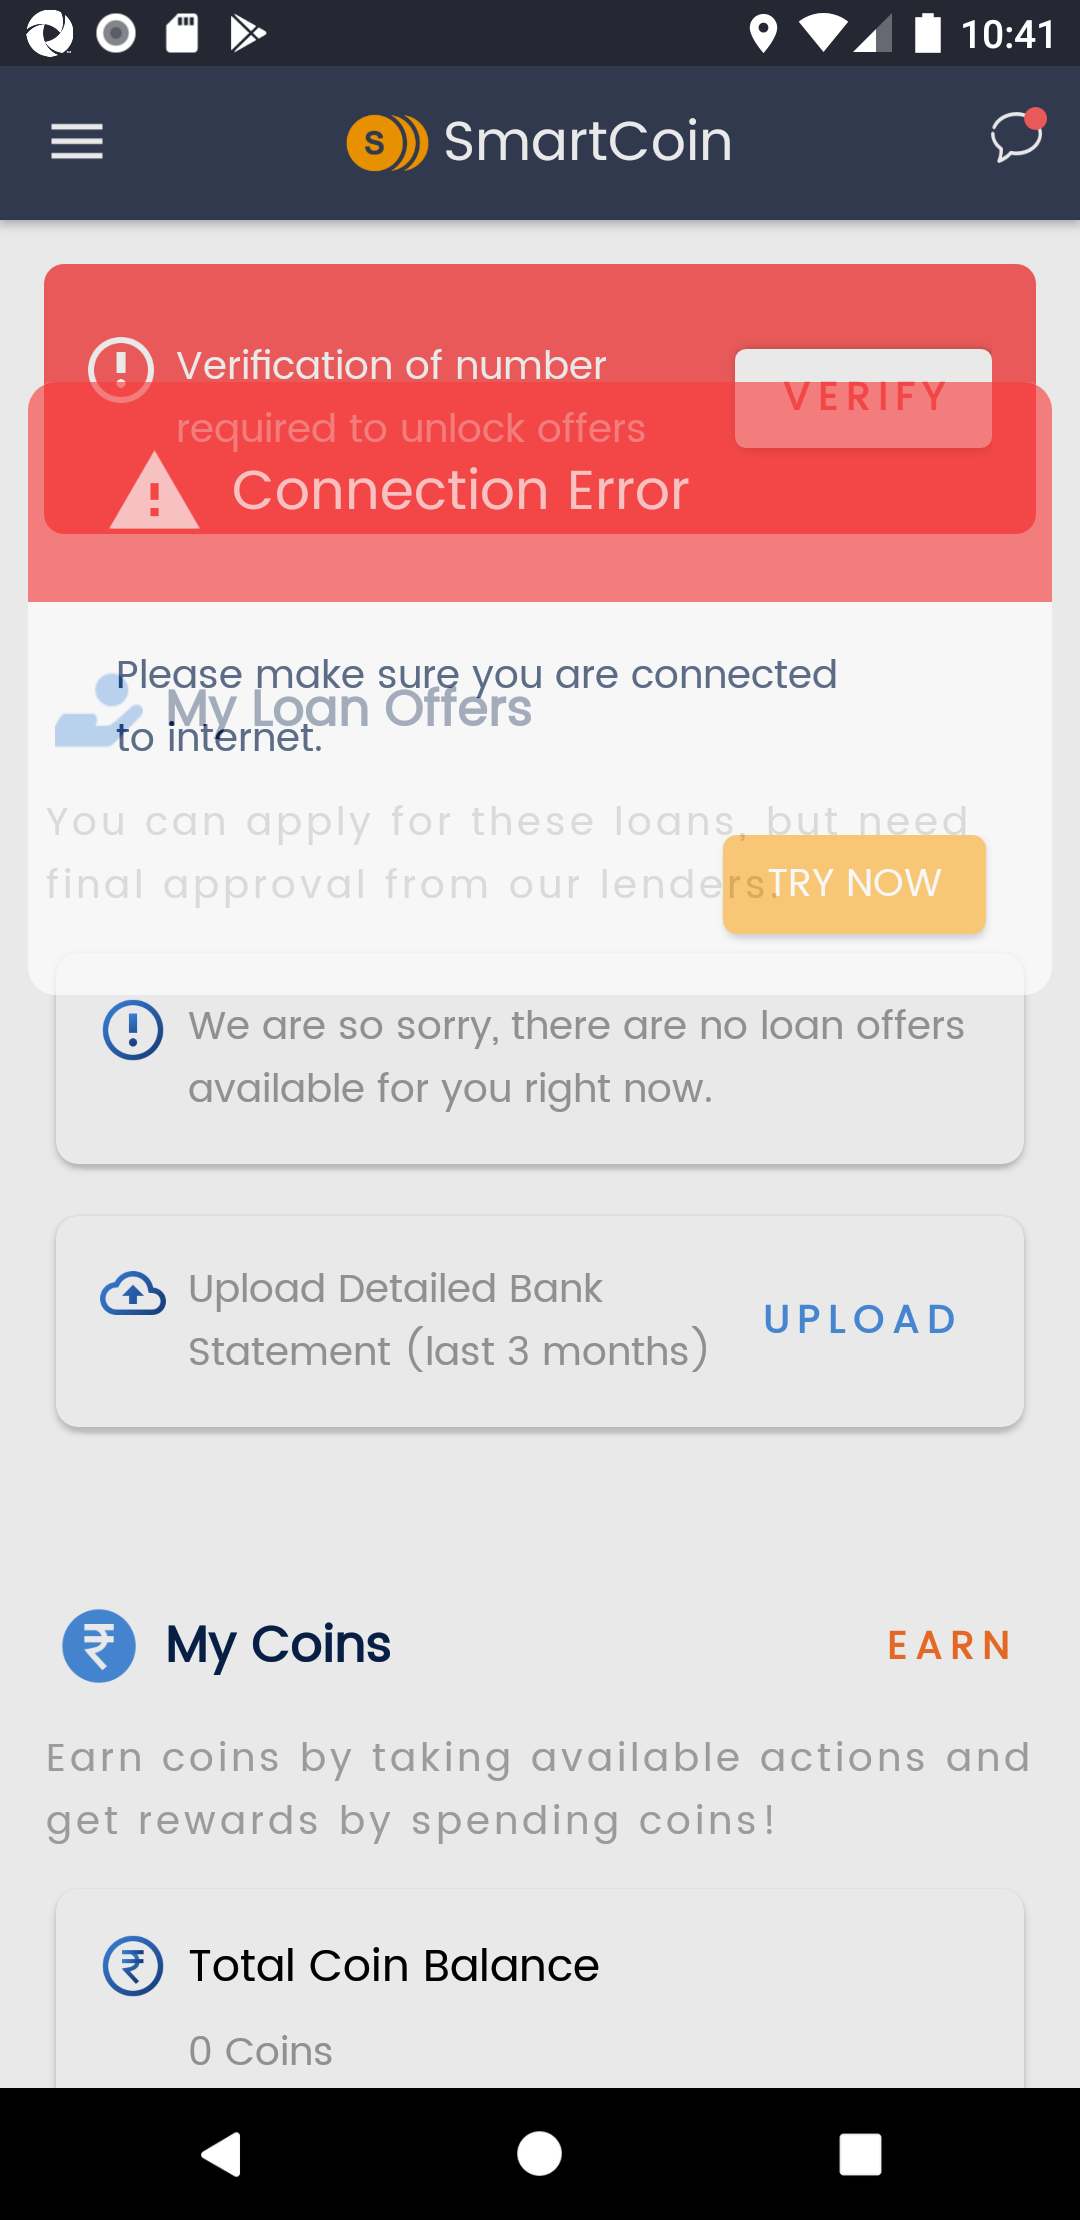 10:41
SmartCoin
Verification of number
required to unlock offers
VERIFY
Connection Error
Please make sure you are connected
to internet.
My Loan Offers
You can apply for these loans, but need
final approval from our lenders.
TRY NOW
We are so sorry, there are no loan offers
available for you right now.
Upload Detailed Bank
Statement (last 3 months)
UPLOAD
My Coins
EARN
Earn coins by taking available actions and
get rewards by spending coins!
Total Coin Balance
0 Coins